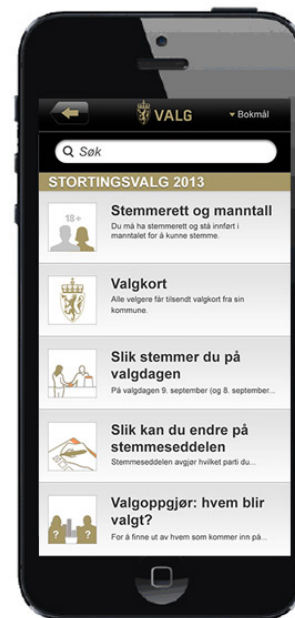 VALG
Bokmål
Søk
STORTINGSVALG 2013
18+
Stemmerett og manntall
Du må ha stemmerett og stå innført i
manntalet for å kunne stemme.
Valgkort
Alle velgere får tilsendt valgkort fra sin
kommune.
Slik stemmer du på
valgdagen
På valgdagen 9. september (og 8. september...
Slik kan du endre på
stemmeseddelen
Stemmeseddelen avgjør hvilket parti du...
Valgoppgjør: hvem blir
valgt?
? ?
For å finne ut av hvem som kommer inn på...